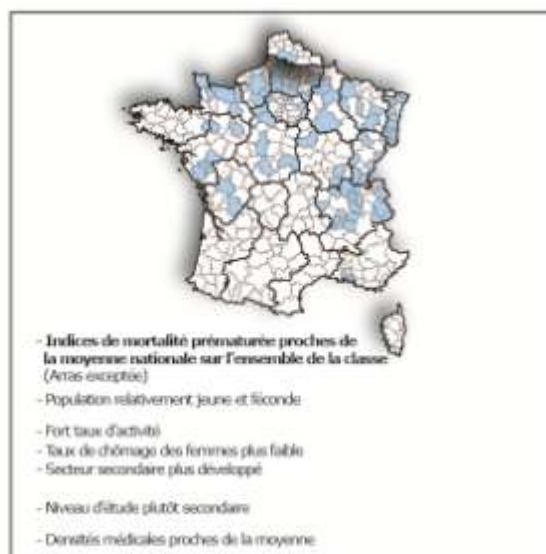 - Indices de mortalité prématurée proches de
la moyenne nationale sur l'ensemble de la classe
(Arras exceptée)
- Population relativement jeune et féconde
- Fort taux d'activité
- Taux de chômage des femmes plus faible
- Secteur secondaire plus développé
- Niveau d'étude plutôt secondaire
- Densités médicales proches de la moyenne